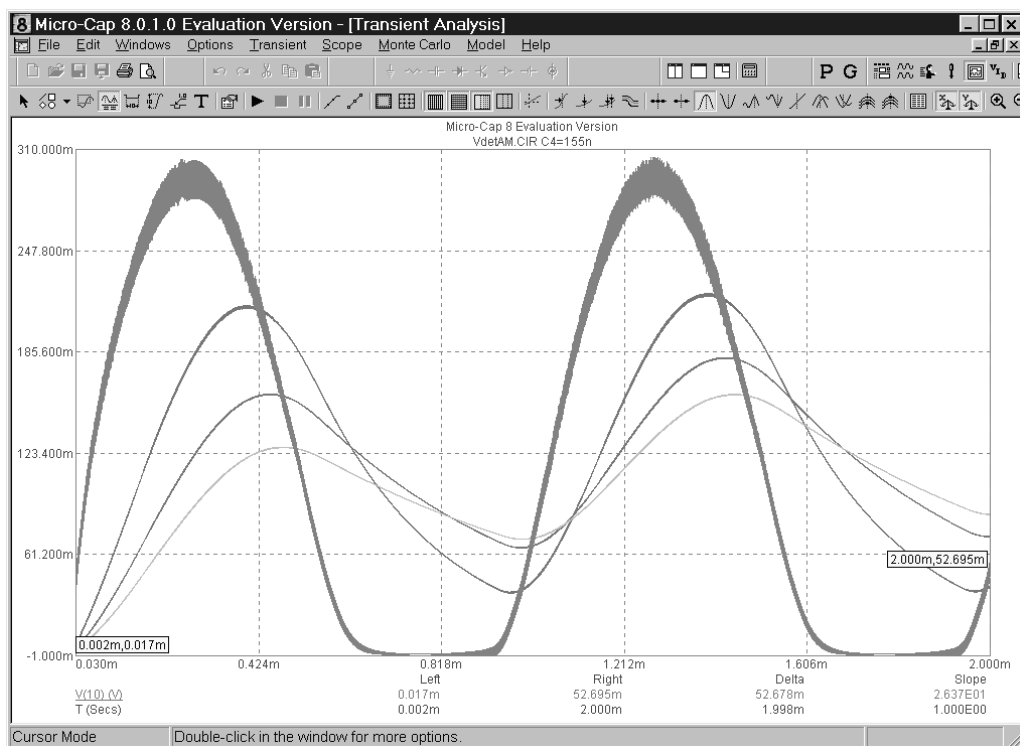 8 Micro-Cap 8.0.1.0 Evaluation Version - [Transient Analysis]
File Edit Windows Options Transient Scope Monte Carlo Model Help
P G
T
Micro-Cap 8 Evaluation Version
VdetAM.CIR C4=155n
310.000m
247.800m
185.600m
123.400m
61.200m
2.000m,52.695m
0.002m,0.017m
-1.000m
0.030m 0.424m 0.818m 1.212m 1.606m 2.000m
Left Right Delta Slope
V(10) (V) 0.017m 52.695m 52.678m 2.637E01
T (Secs) 0.002m 2.000m 1.998m 1.000E00
Cursor Mode Double-click in the window for more options.